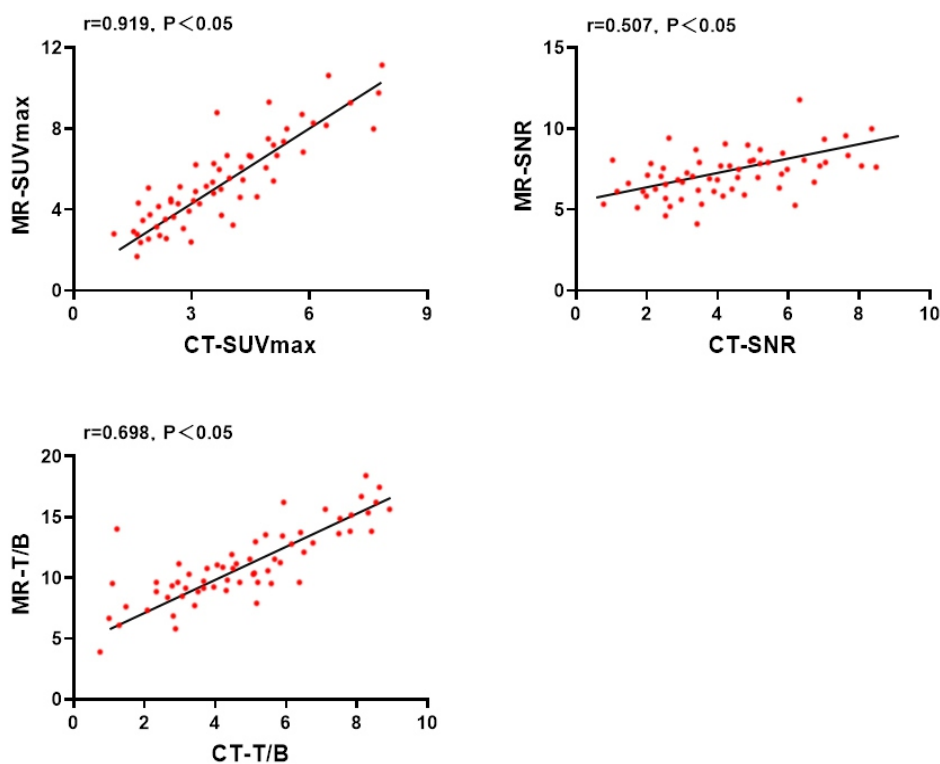 r=0.919, P<0.05
12
8
4
0
MR-SUVmax
0 3 6 9
CT-SUVmax
r=0.507, P<0.05
15
10
5
0
MR-SNR
0 2 4 6 8 10
CT-SNR
r=0.698, P<0.05
20
15
10
5
0
MR-T/B
0 2 4 6 8 10
CT-T/B